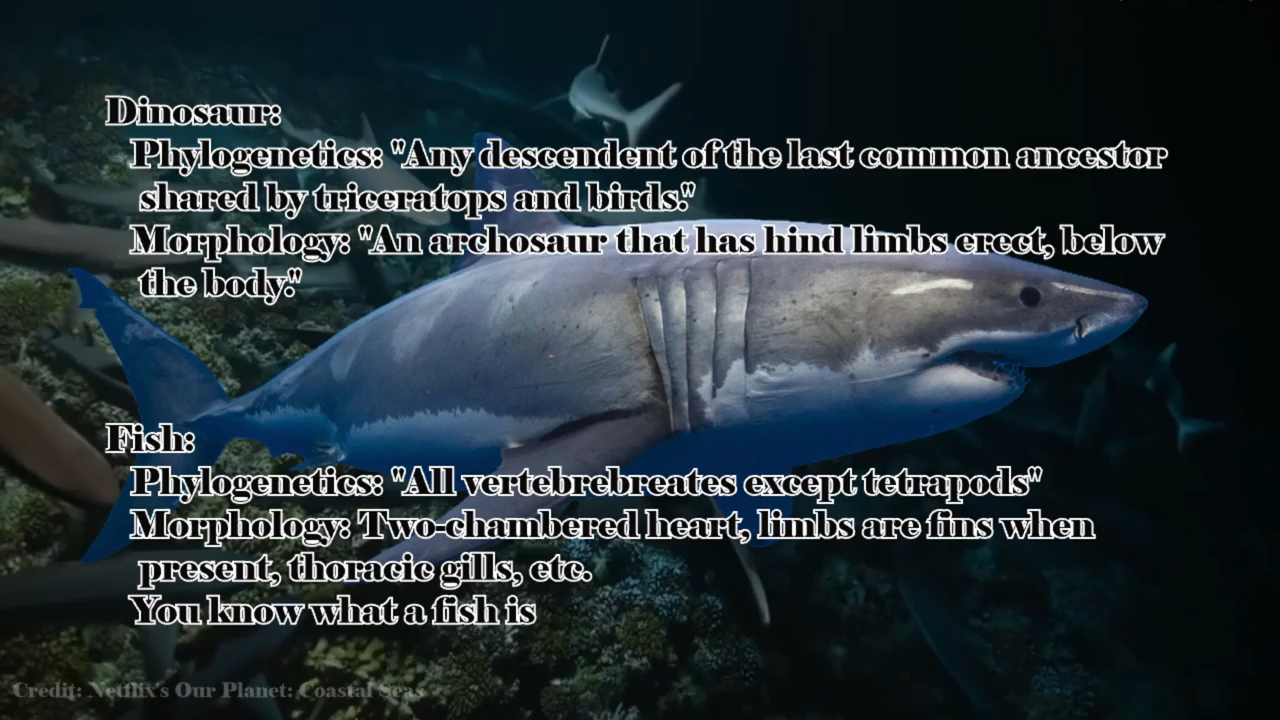 Dinosaur:
Phylogenetics: "Any descendent of the last common ancestor
shared by triceratops and birds."
Morphology: "An archosaur that has hind limbs erect, below
the body."
Fish:
Phylogenetics: "All vertebrebreates except tetrapods"
Morphology: Two-chambered heart, limbs are fins when
present, thoracic gills, etc.
You know what a fish is
Credit: Netflix's Our Planet: Coastal Seas